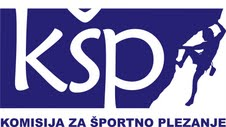 kšp
KOMISIJA ZA ŠPORTNO PLEZANJE